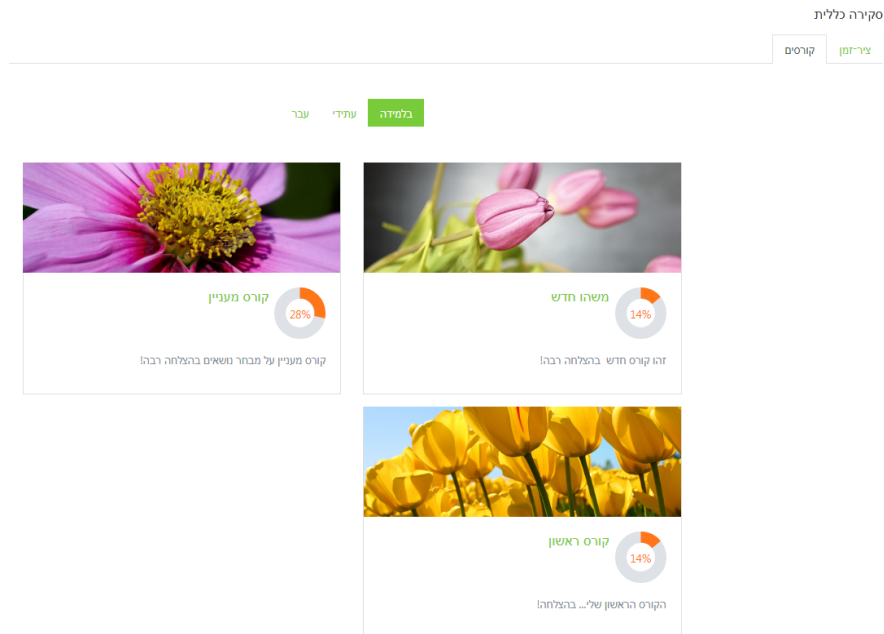 סקירה כללית
ציר-זמן
קורסים
בלמידה
עתידי
עבר
משהו חדש
14%
זהו קורס חדש בהצלחה רבה!
קורס מעניין
28%
קורס מעניין על מבחר נושאים בהצלחה רבה!
קורס ראשון
14%
הקורס הראשון שלי... בהצלחה!